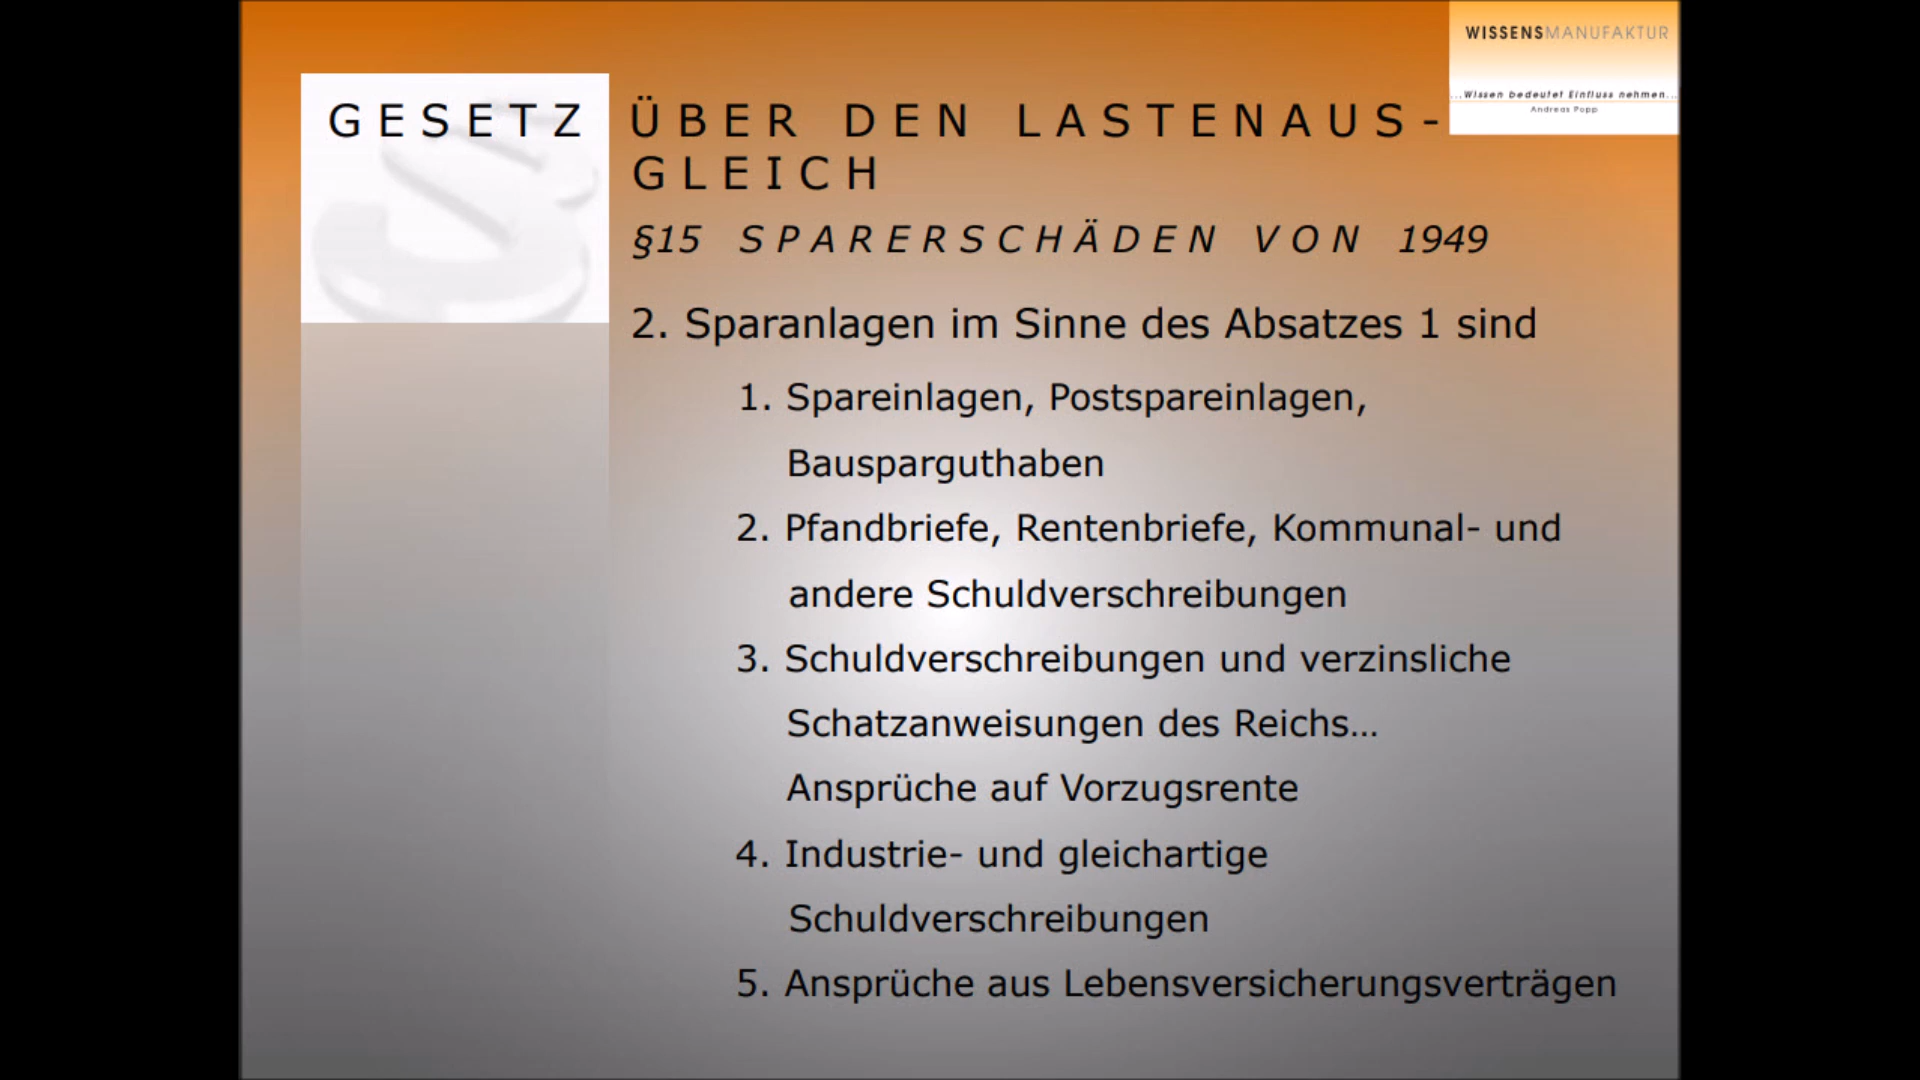 WISSENSMANUFAKTUR
...Wissen bedeutet Einfluss nehmen...
Andreas Popp
GESETZ ÜBER DEN LASTENAUS-
GLEICH
§15 SPARERSCHÄDEN VON 1949
2. Sparanlagen im Sinne des Absatzes 1 sind
1. Spareinlagen, Postspareinlagen,
Bausparguthaben
2. Pfandbriefe, Rentenbriefe, Kommunal- und
andere Schuldverschreibungen
3. Schuldverschreibungen und verzinsliche
Schatzanweisungen des Reichs…
Ansprüche auf Vorzugsrente
4. Industrie- und gleichartige
Schuldverschreibungen
5. Ansprüche aus Lebensversicherungsverträgen